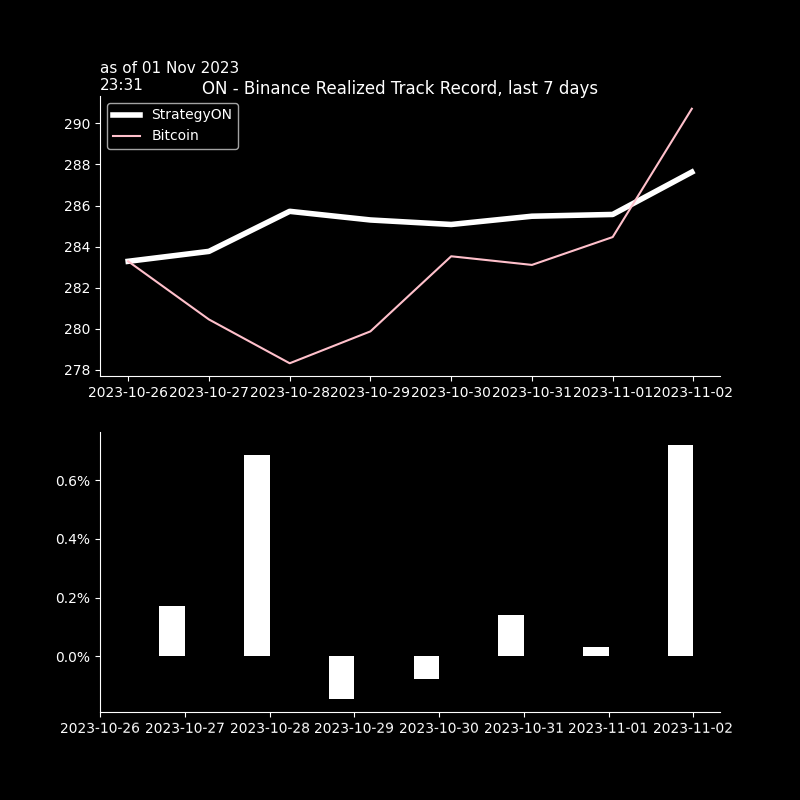 as of 01 Nov 2023
23:31
ON - Binance Realized Track Record, last 7 days
StrategyON
Bitcoin
290
288
286
284
282
280
278
2023-10-26 2023-10-27 2023-10-28 2023-10-29 2023-10-30 2023-10-31 2023-11-01 2023-11-02
0.6%
0.4%
0.2%
0.0%
2023-10-26 2023-10-27 2023-10-28 2023-10-29 2023-10-30 2023-10-31 2023-11-01 2023-11-02